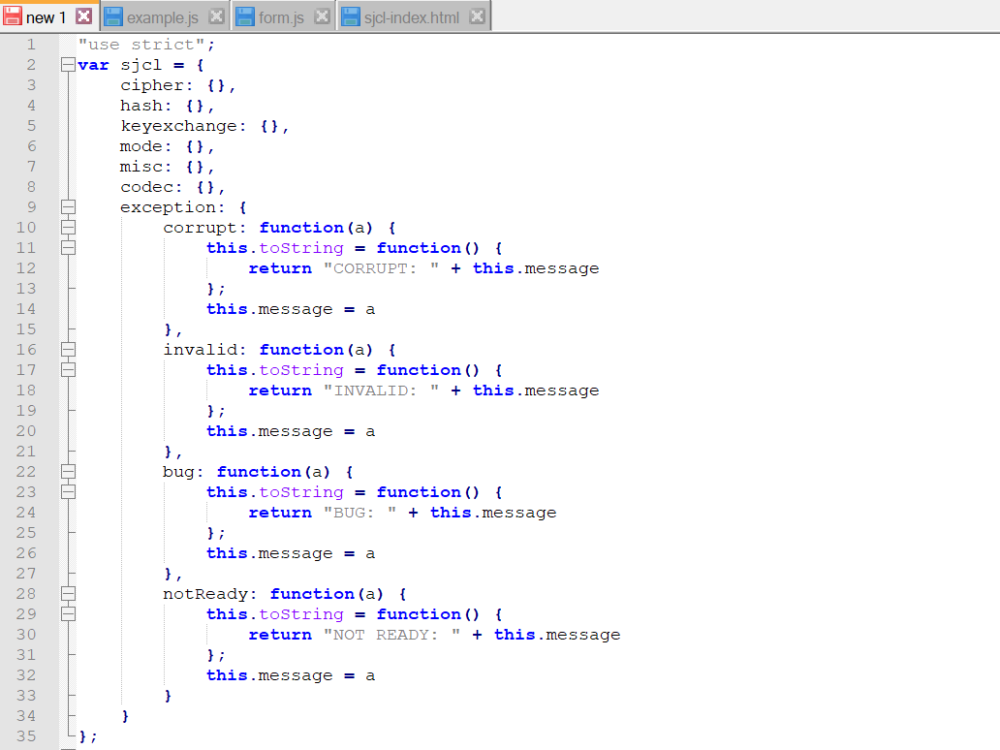 new 1 example.js form.js sjcl-index.html
1 "use strict";
2 var sjcl = {
3 cipher: {},
4 hash: {},
5 keyexchange: {},
6 mode: {},
7 misc: {},
8 codec: {},
9 exception: {
10 corrupt: function(a) {
11 this.toString = function() {
12 return "CORRUPT: " + this.message
13 };
14 this.message = a
15 },
16 invalid: function(a) {
17 this.toString = function() {
18 return "INVALID: " + this.message
19 };
20 this.message = a
21 },
22 bug: function(a) {
23 this.toString = function() {
24 return "BUG: " + this.message
25 };
26 this.message = a
27 },
28 notReady: function(a) {
29 this.toString = function() {
30 return "NOT READY: " + this.message
31 };
32 this.message = a
33 }
34 }
35 };